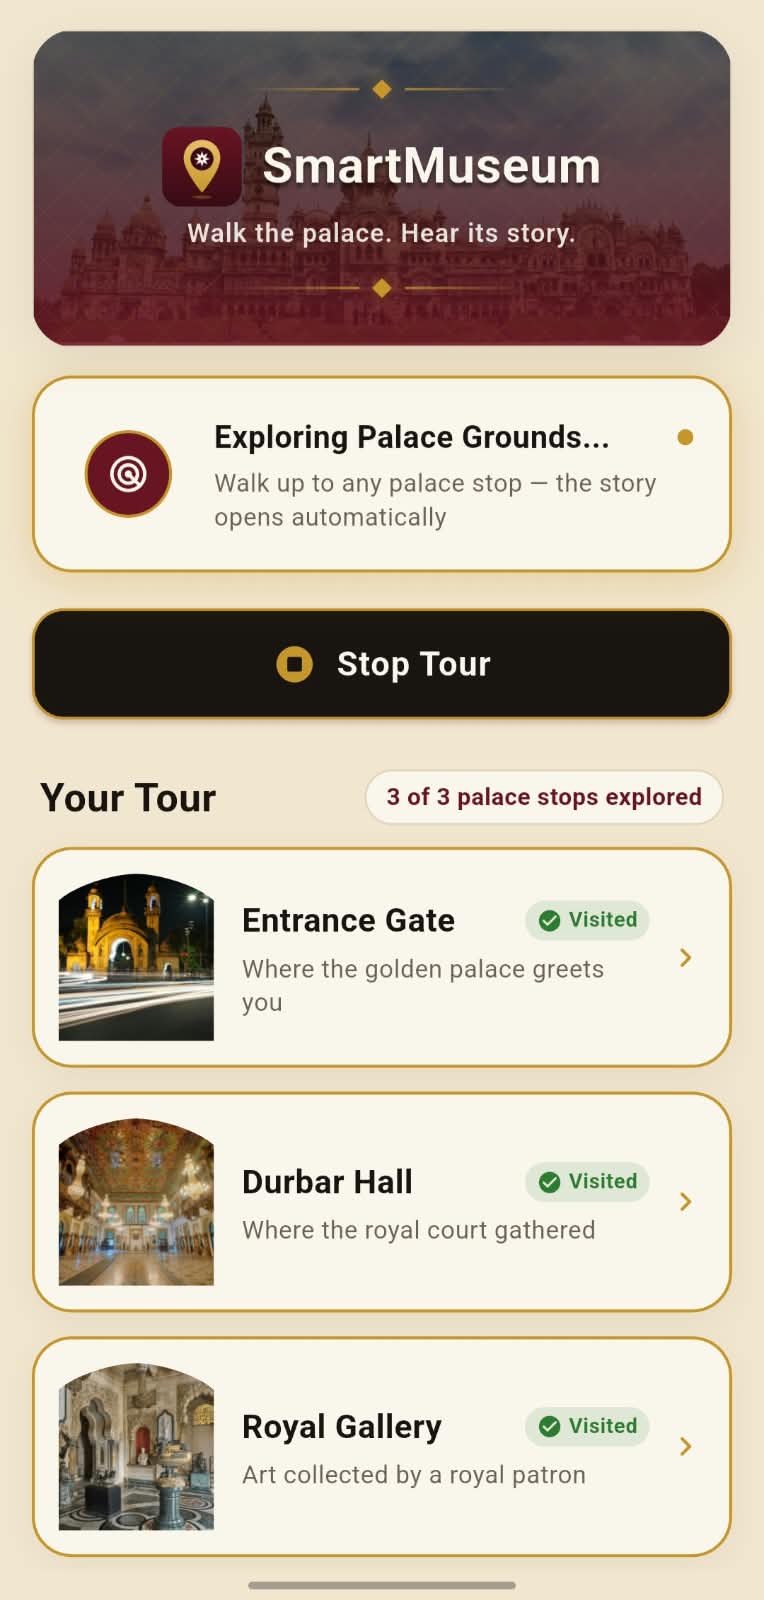 SmartMuseum
Walk the palace. Hear its story.
Exploring Palace Grounds...
Walk up to any palace stop — the story
opens automatically
Stop Tour
Your Tour
3 of 3 palace stops explored
Entrance Gate
Visited
Where the golden palace greets
you
Durbar Hall
Visited
Where the royal court gathered
Royal Gallery
Visited
Art collected by a royal patron